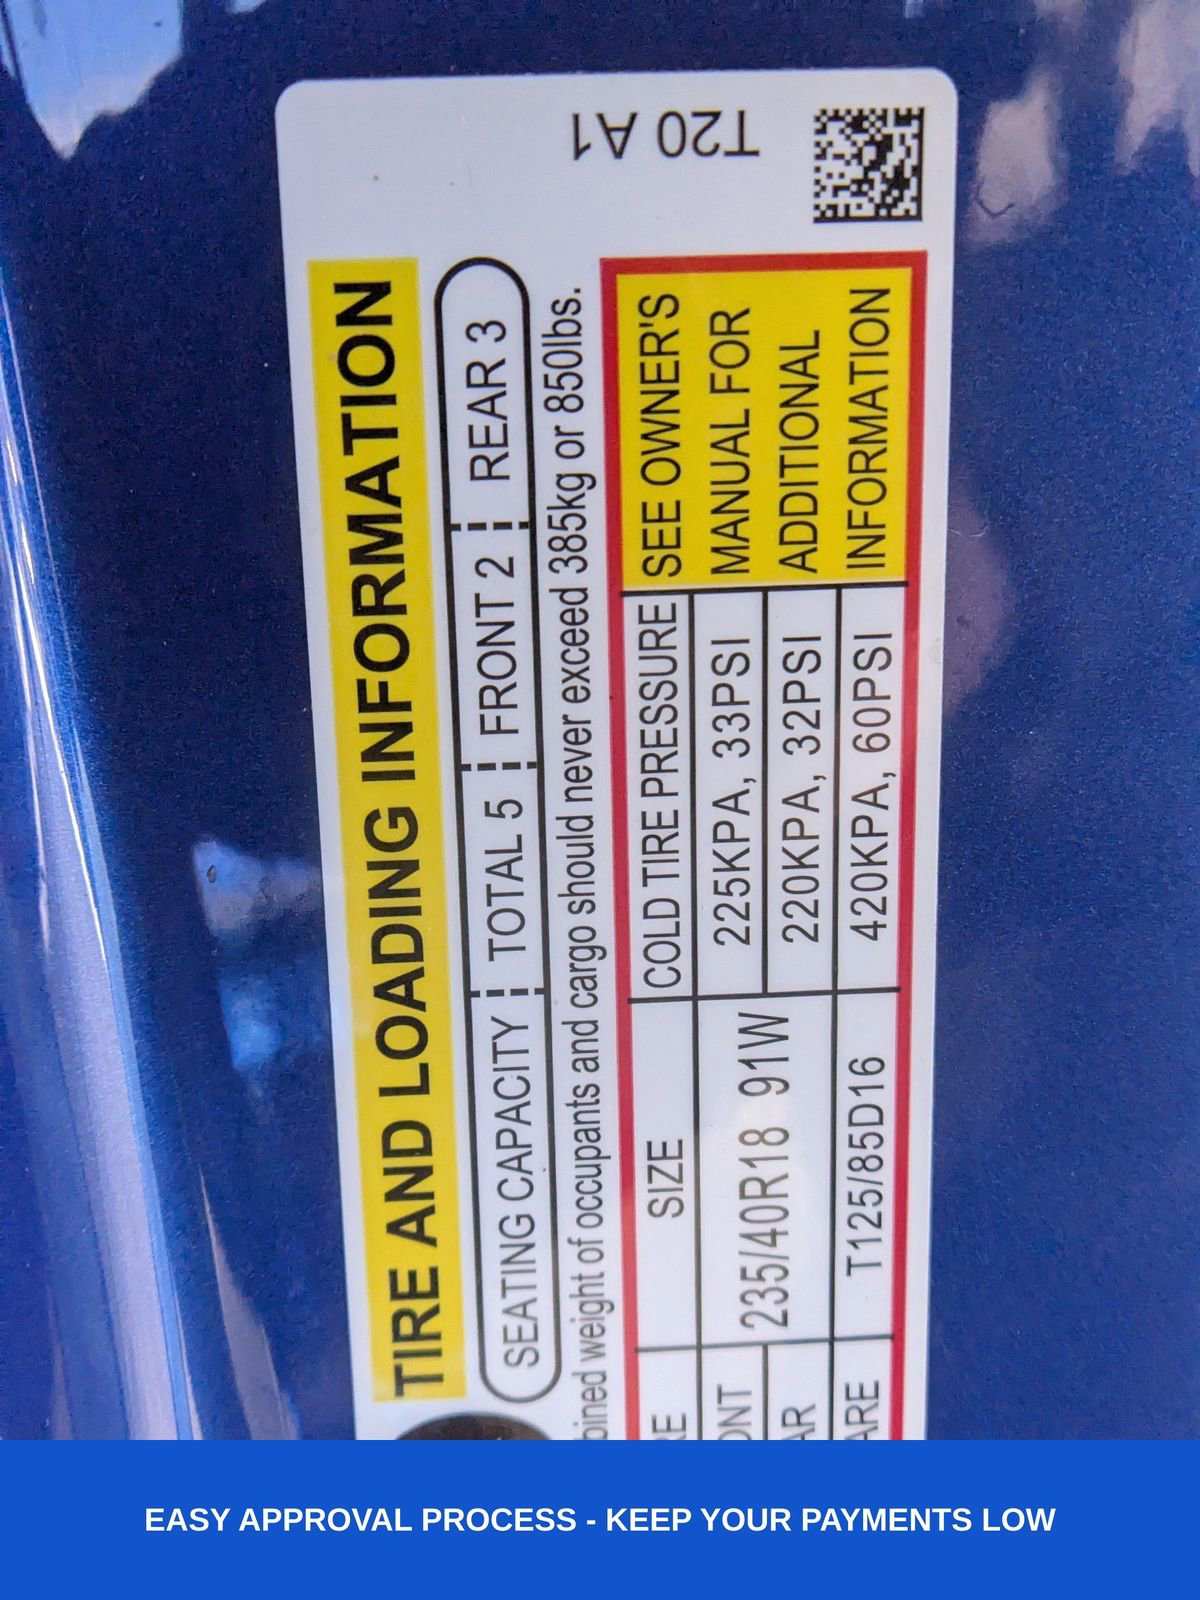 TIRE AND LOADING INFORMATION
SEATING CAPACITY TOTAL 5 FRONT 2 REAR 3
weight of occupants and cargo should never exceed 385kg or 850lbs.
SIZE COLD TIRE PRESSURE
235/40R18 91W
225KPA, 33PSI
220KPA, 32PSI
T125/85D16 420KPA, 60PSI
SEE OWNER'S
MANUAL FOR
ADDITIONAL
INFORMATION
T20 A1
EASY APPROVAL PROCESS - KEEP YOUR PAYMENTS LOW